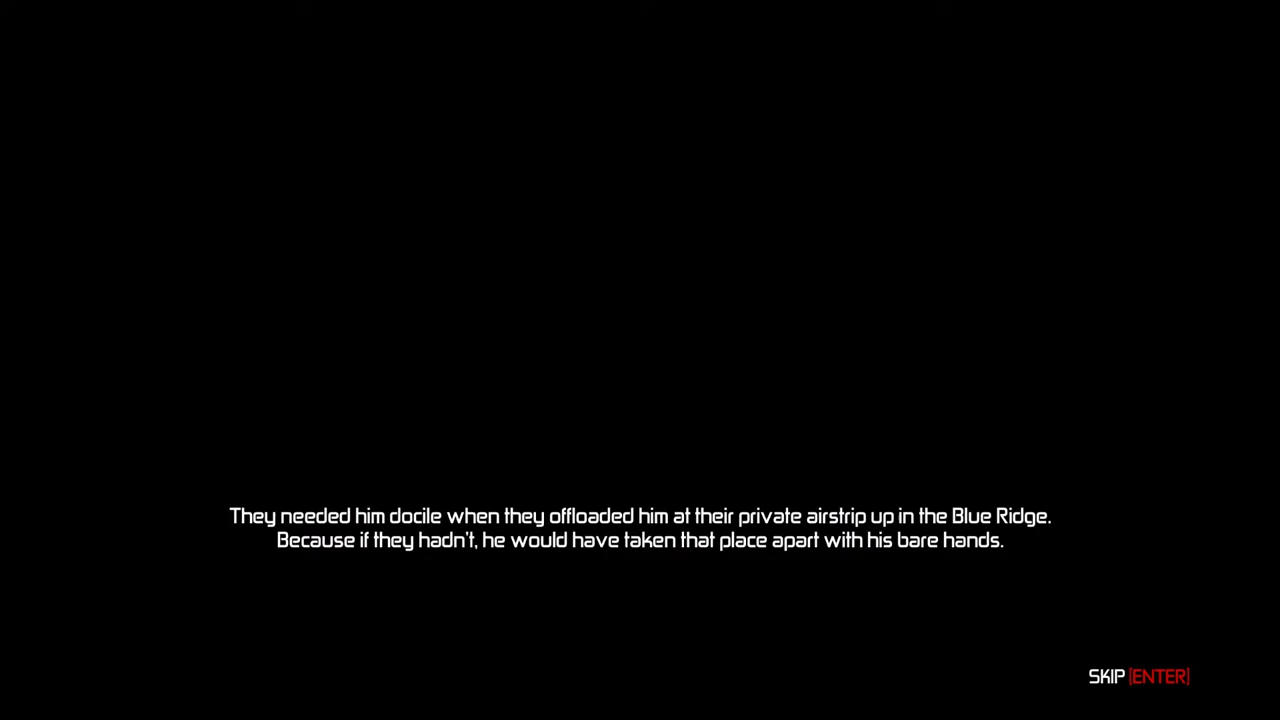 They needed him docile when they offloaded him at their private airstrip up in the Blue Ridge.
Because if they hadn't, he would have taken that place apart with his bare hands.
SKIP [ENTER]